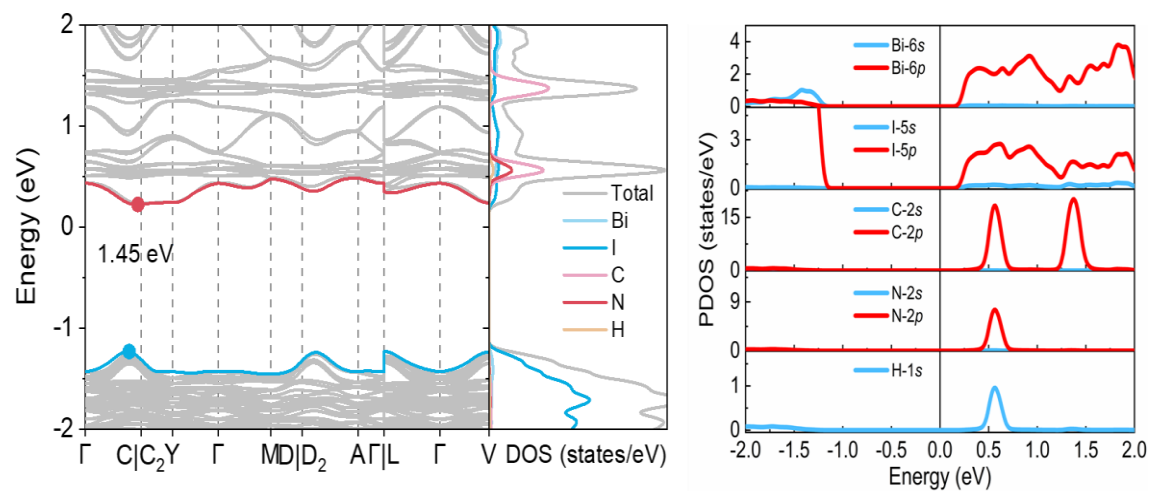 2
1
0
-1
-2
Energy (eV)
1.45 eV
Total
Bi
I
C
N
H
Γ C|C₂Y Γ MD|D₂ AΓ|L Γ V DOS (states/eV)
PDOS (states/eV)
4
2
0
Bi-6s
Bi-6p
3
0
I-5s
I-5p
15
0
C-2s
C-2p
9
0
N-2s
N-2p
1
0
H-1s
-2.0 -1.5 -1.0 -0.5 0.0 0.5 1.0 1.5 2.0
Energy (eV)